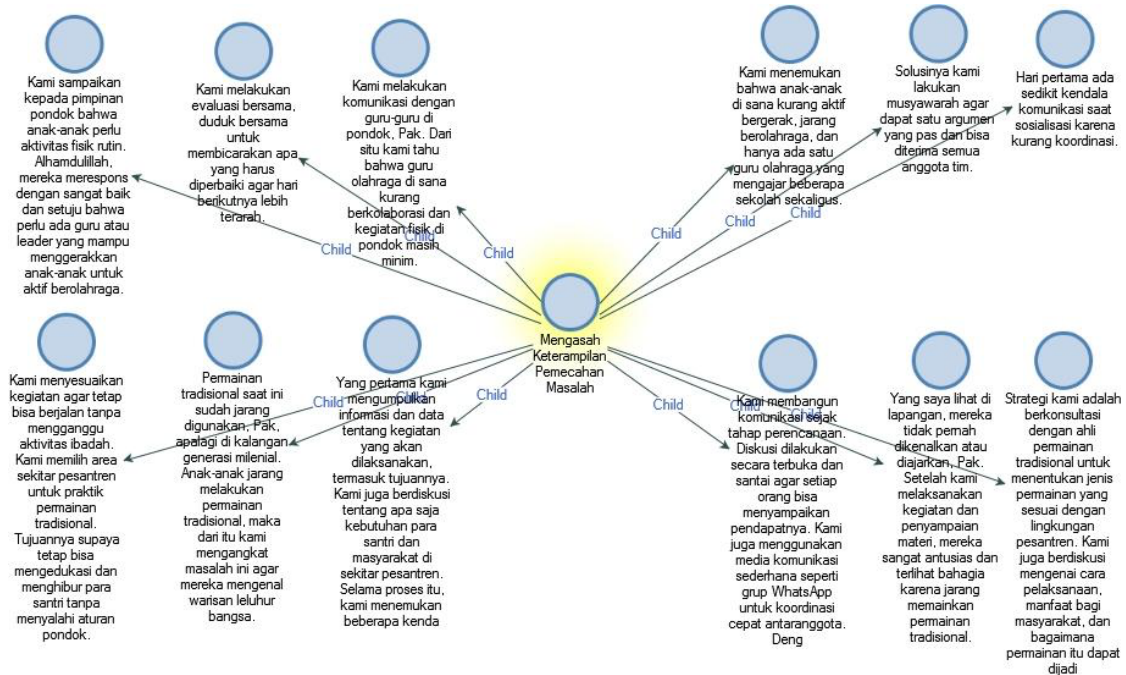 Kami sampaikan
kepada pimpinan
pondok bahwa
anak-anak perlu
aktivitas fisik rutin.
Alhamdulillah,
mereka merespons
dengan sangat baik
dan setuju bahwa
perlu ada guru atau
leader yang mampu
menggerakkan
anak-anak untuk
aktif berolahraga.
Kami melakukan
evaluasi bersama,
duduk bersama
untuk
membicarakan apa
yang harus
diperbaiki agar hari
berikutnya lebih
terarah.
Kami melakukan
komunikasi dengan
guru-guru di
pondok, Pak. Dari
situ kami tahu
bahwa guru
olahraga di sana
kurang
berkolaborasi dan
kegiatan fisik di
pondok masih
minim.
Kami menemukan
bahwa anak-anak
di sana kurang aktif
bergerak, jarang
berolahraga, dan
hanya ada satu
guru olahraga yang
mengajar beberapa
sekolah sekaligus.
Solusinya kami
lakukan
musyawarah agar
dapat satu argumen
yang pas dan bisa
diterima semua
anggota tim.
Hari pertama ada
sedikit kendala
komunikasi saat
sosialisasi karena
kurang koordinasi.
Child
Child
Child
Child
Child
Child
Mengasah
Keterampilan
Pemecahan
Masalah
Child
Child
Child
Child
Child
Child
Kami menyesuaikan
kegiatan agar tetap
bisa berjalan tanpa
mengganggu
aktivitas ibadah.
Kami memilih area
sekitar pesantren
untuk praktik
permainan
tradisional.
Tujuannya supaya
tetap bisa
mengedukasi dan
menghibur para
santri tanpa
menyalahi aturan
pondok.
Permainan
tradisional saat ini
sudah jarang
digunakan, Pak,
apalagi di kalangan
generasi milenial.
Anak-anak jarang
melakukan
permainan
tradisional, maka
dari itu kami
mengangkat
masalah ini agar
mereka mengenal
warisan leluhur
bangsa.
Yang pertama kami
mengumpulkan
informasi dan data
tentang kegiatan
yang akan
dilaksanakan,
termasuk tujuannya.
Kami juga berdiskusi
tentang apa saja
kebutuhan para
santri dan
masyarakat di
sekitar pesantren.
Selama proses itu,
kami menemukan
beberapa kenda
Kami membangun
komunikasi sejak
tahap perencanaan.
Diskusi dilakukan
secara terbuka dan
santai agar setiap
orang bisa
menyampaikan
pendapatnya. Kami
juga menggunakan
media komunikasi
sederhana seperti
grup WhatsApp
untuk koordinasi
cepat antaranggota.
Deng
Yang saya lihat di
lapangan, mereka
tidak pernah
dikenalkan atau
diajarkan, Pak.
Setelah kami
melaksanakan
kegiatan dan
penyampaian
materi, mereka
sangat antusias dan
terlihat bahagia
karena jarang
memainkan
permainan
tradisional.
Strategi kami adalah
berkonsultasi
dengan ahli
permainan
tradisional untuk
menentukan jenis
permainan yang
sesuai dengan
lingkungan
pesantren. Kami
juga berdiskusi
mengenai cara
pelaksanaan,
manfaat bagi
masyarakat, dan
bagaimana
permainan itu dapat
dijadi